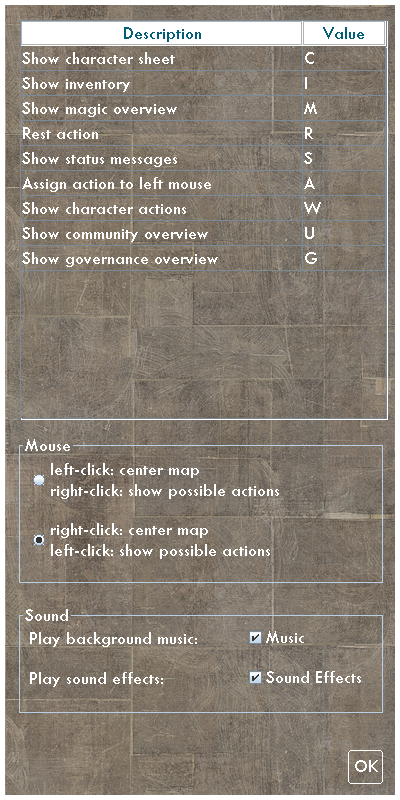 Description Value
Show character sheet C
Show inventory I
Show magic overview M
Rest action R
Show status messages S
Assign action to left mouse A
Show character actions W
Show community overview U
Show governance overview G
Mouse
left-click: center map
right-click: show possible actions
right-click: center map
left-click: show possible actions
Sound
Play background music: Music
Play sound effects: Sound Effects
OK